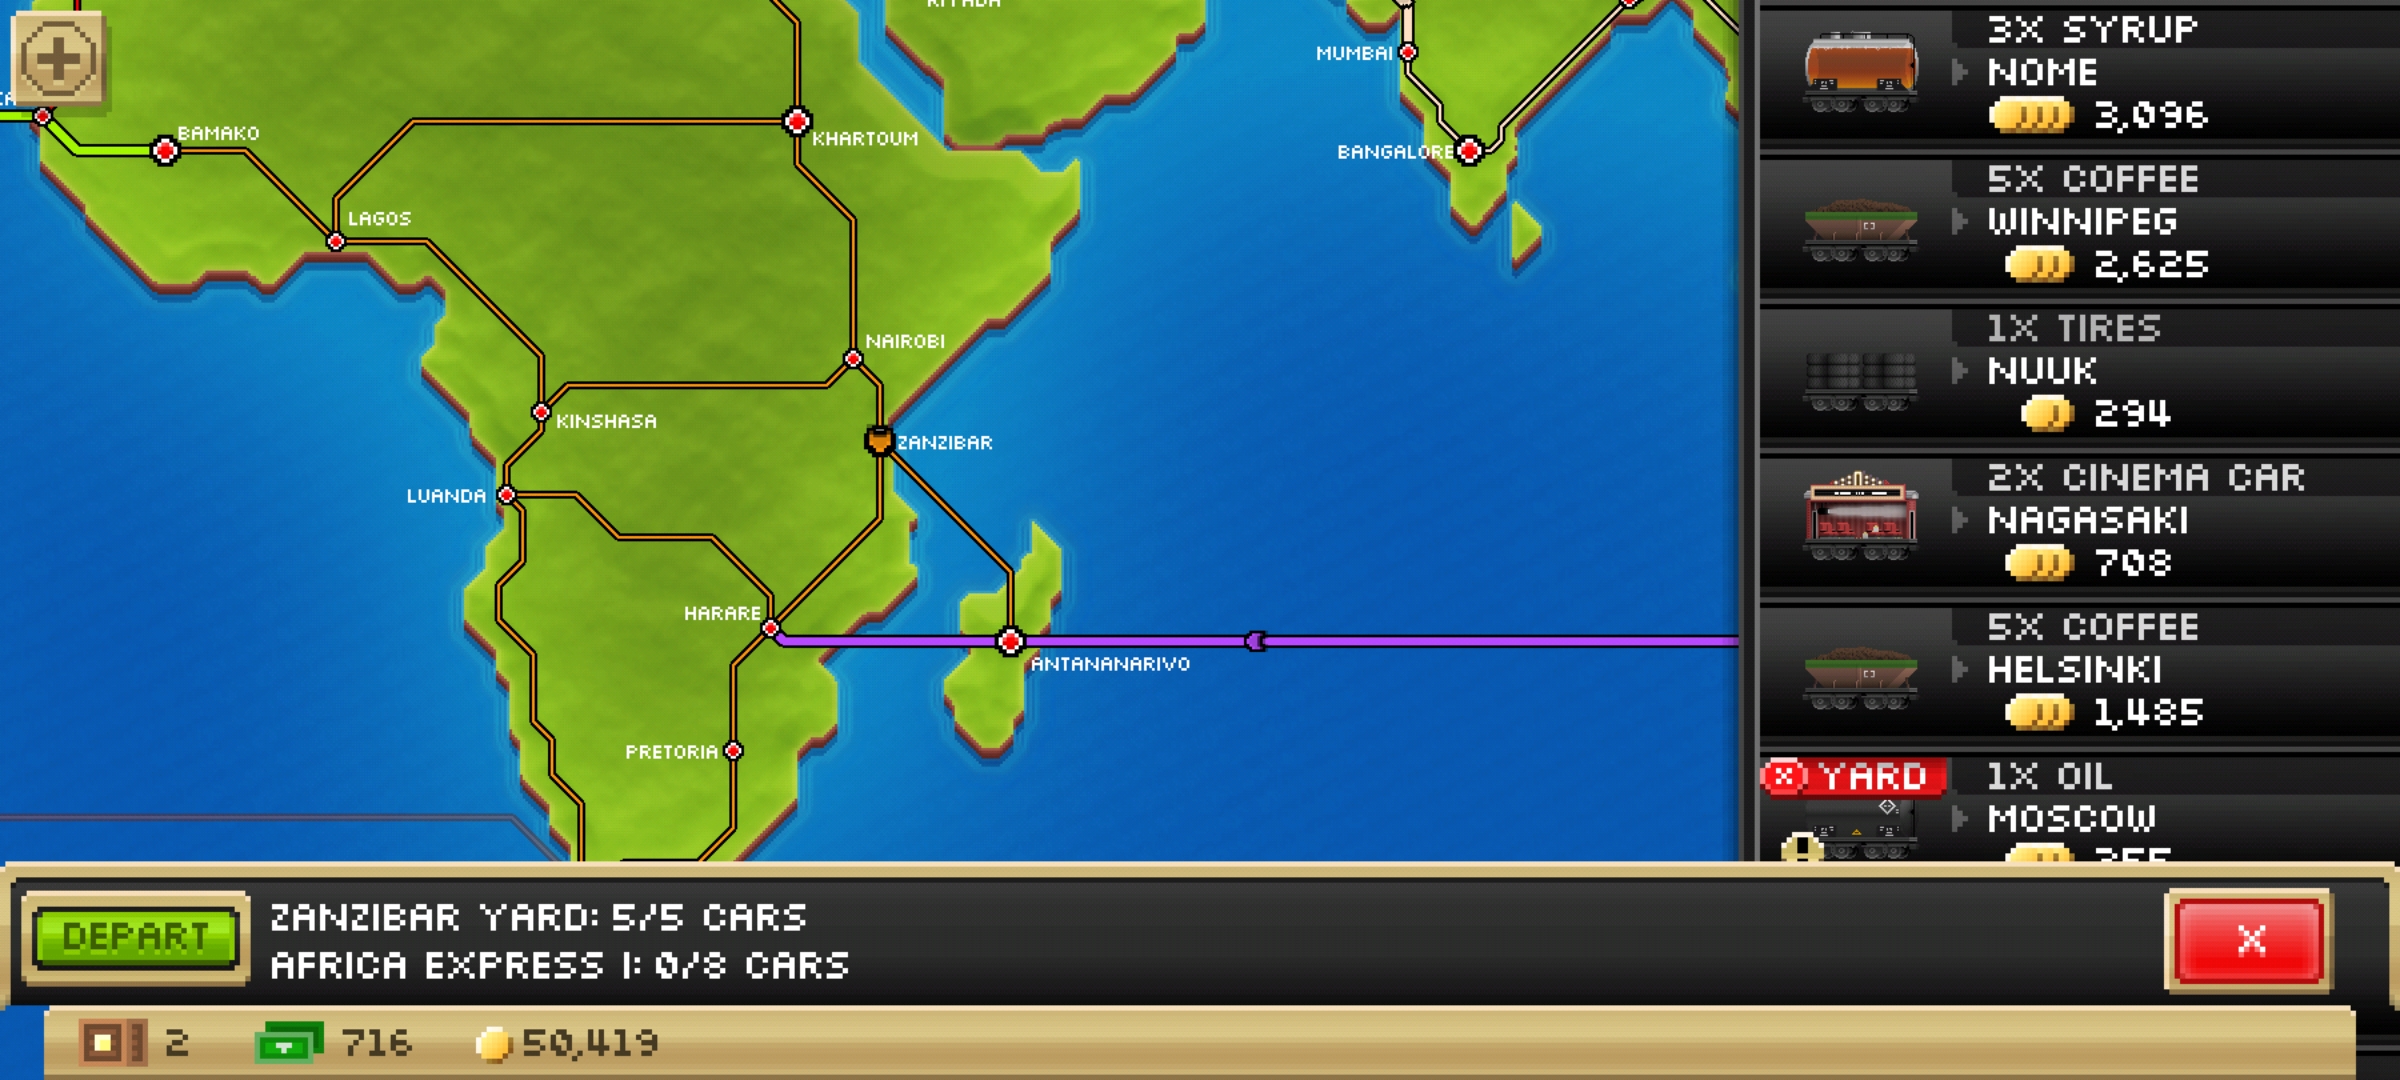 MUMBAI
BAMAKO
KHARTOUM
BANGALORE
LAGOS
NAIROBI
KINSHASA
ZANZIBAR
LUANDA
HARARE
ANTANANARIVO
PRETORIA
3X SYRUP
NOME
3,096
5X COFFEE
WINNIPEG
2,625
1X TIRES
NUUK
294
2X CINEMA CAR
NAGASAKI
708
5X COFFEE
HELSINKI
1,485
X YARD
1X OIL
MOSCOW
DEPART
ZANZIBAR YARD: 5/5 CARS
AFRICA EXPRESS I: 0/8 CARS
X
2
716
50,419